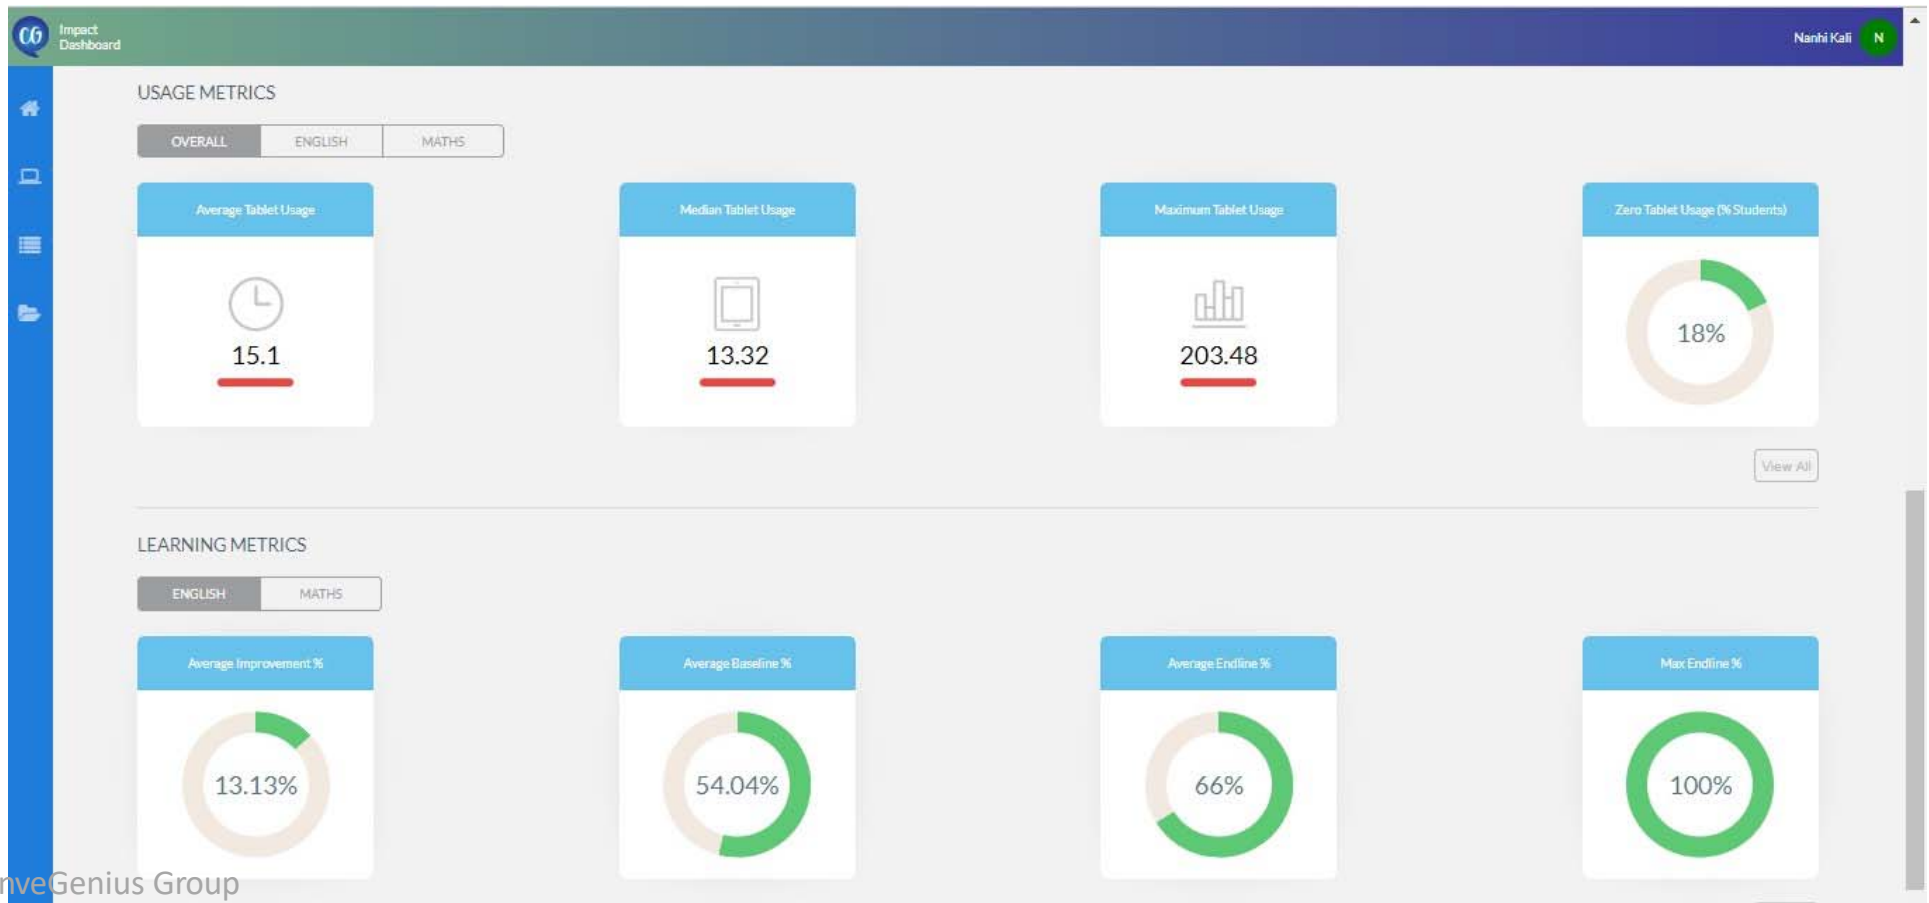 CG
Impact
Dashboard
Nanhi Kali
N
USAGE METRICS
OVERALL ENGLISH MATHS
Average Tablet Usage
15.1
Median Tablet Usage
13.32
Maximum Tablet Usage
203.48
Zero Tablet Usage (% Students)
18%
View All
LEARNING METRICS
ENGLISH MATHS
Average Improvement %
13.13%
Average Baseline %
54.04%
Average Endline %
66%
Max Endline %
100%
nveGenius Group